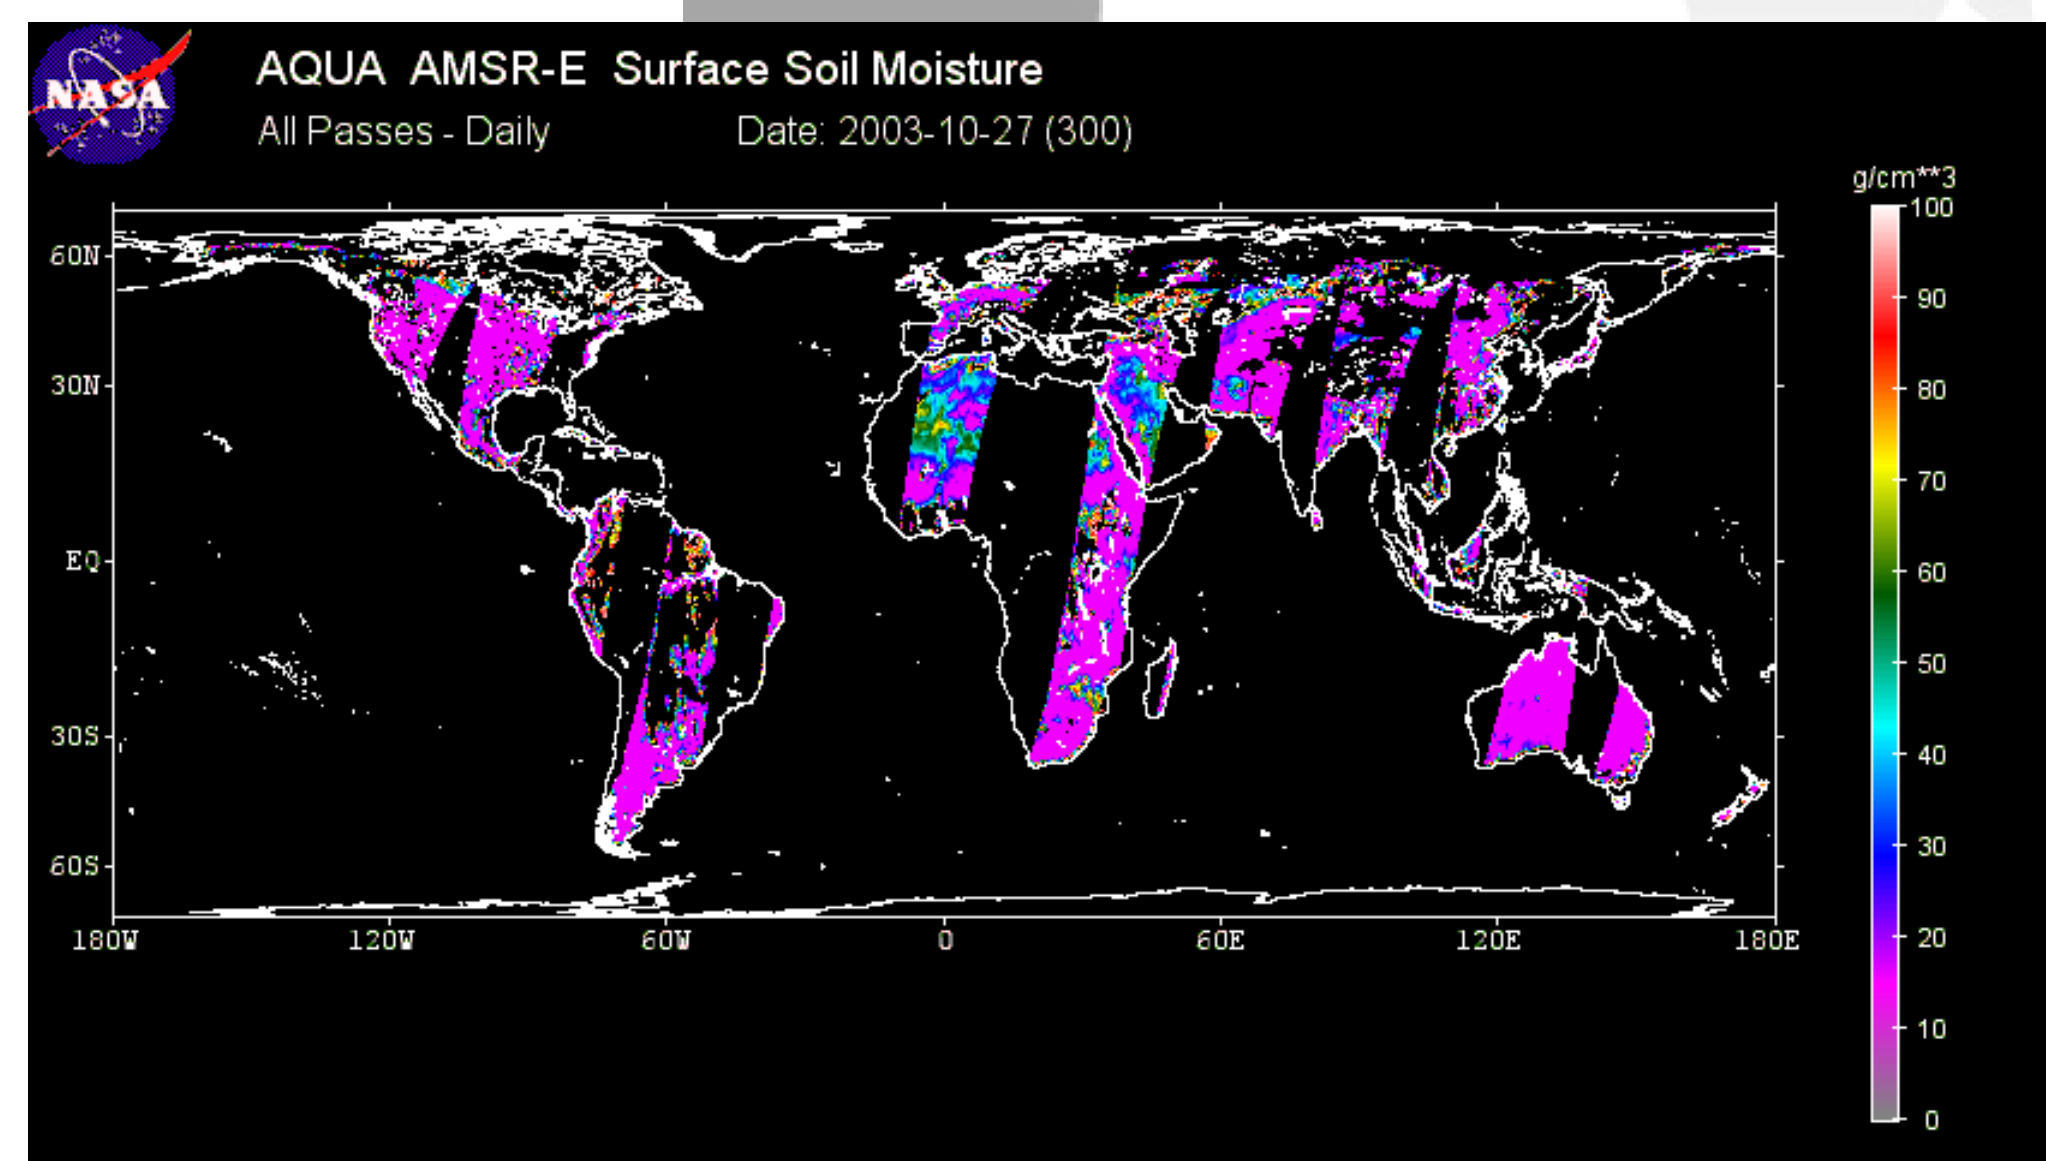 NASA
AQUA AMSR-E Surface Soil Moisture
All Passes - Daily Date: 2003-10-27 (300)
g/cm**3
100
90
80
70
60
50
40
30
20
10
0
60N
30N
EQ
30S
60S
180W 120W 60W 0 60E 120E 180E